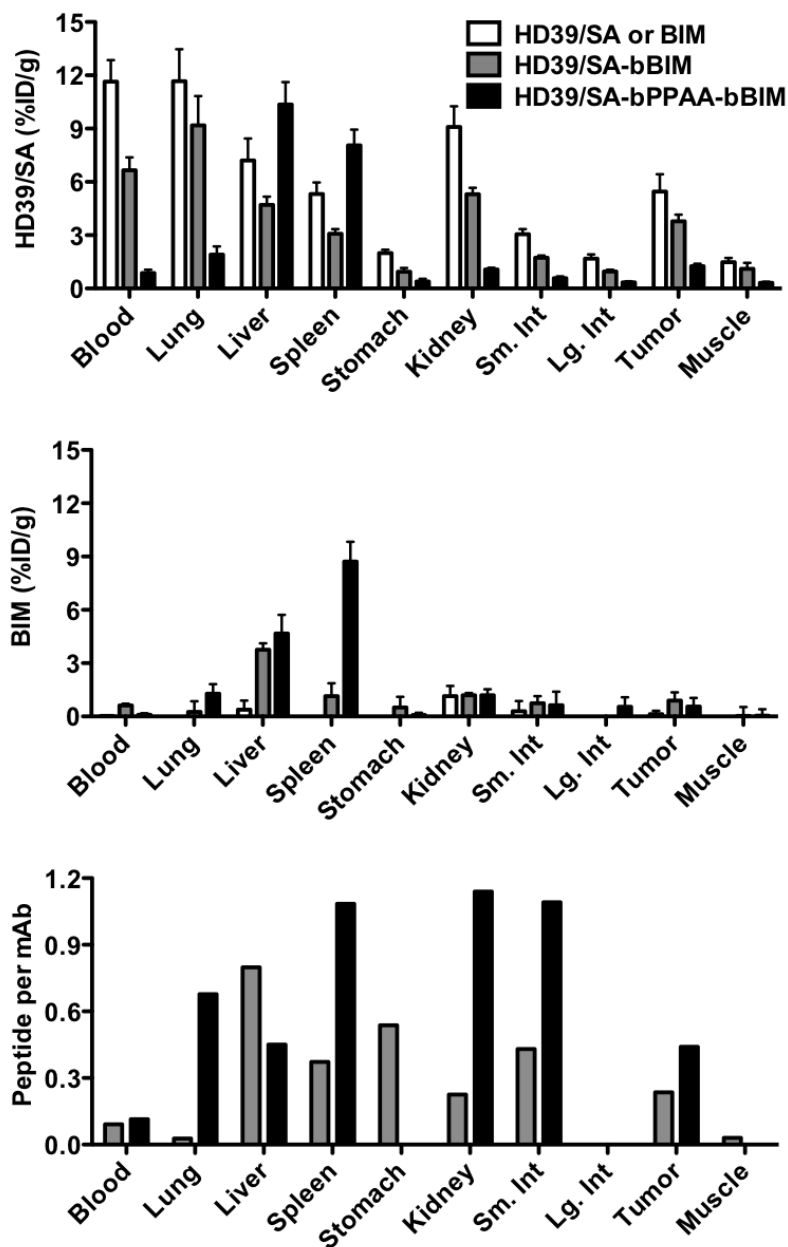 HD39/SA (%ID/g)
15
12
9
6
3
0
HD39/SA or BIM
HD39/SA-bBIM
HD39/SA-bPPAA-bBIM
Blood
Lung
Liver
Spleen
Stomach
Kidney
Sm. Int
Lg. Int
Tumor
Muscle
BIM (%ID/g)
15
12
9
6
3
0
Blood
Lung
Liver
Spleen
Stomach
Kidney
Sm. Int
Lg. Int
Tumor
Muscle
Peptide per mAb
1.2
0.9
0.6
0.3
0.0
Blood
Lung
Liver
Spleen
Stomach
Kidney
Sm. Int
Lg. Int
Tumor
Muscle